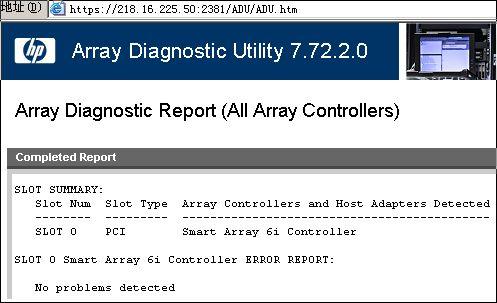 地址(D) https://218.16.225.50:2381/ADU/ADU.htm
hp Array Diagnostic Utility 7.72.2.0
Array Diagnostic Report (All Array Controllers)
Completed Report
SLOT SUMMARY:
Slot Num Slot Type Array Controllers and Host Adapters Detected
-------- --------- --------------------------------------------
SLOT 0 PCI Smart Array 6i Controller
SLOT 0 Smart Array 6i Controller ERROR REPORT:
No problems detected